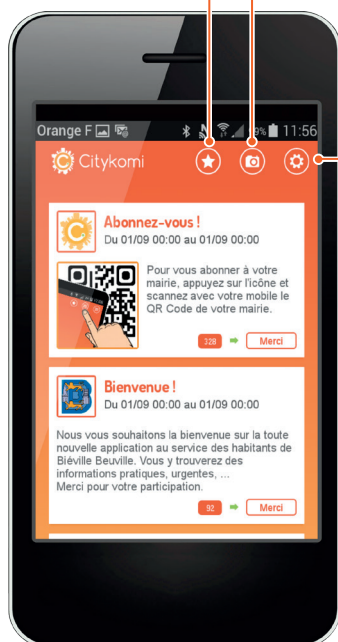 Orange F
99% 11:56
Citykomi
Abonnez-vous !
Du 01/09 00:00 au 01/09 00:00
Pour vous abonner à votre
mairie, appuyez sur l'icône et
scannez avec votre mobile le
QR Code de votre mairie.
328 Merci
Bienvenue !
Du 01/09 00:00 au 01/09 00:00
Nous vous souhaitons la bienvenue sur la toute
nouvelle application au service des habitants de
Biéville Beuville. Vous y trouverez des
informations pratiques, urgentes, ...
Merci pour votre participation.
92 Merci